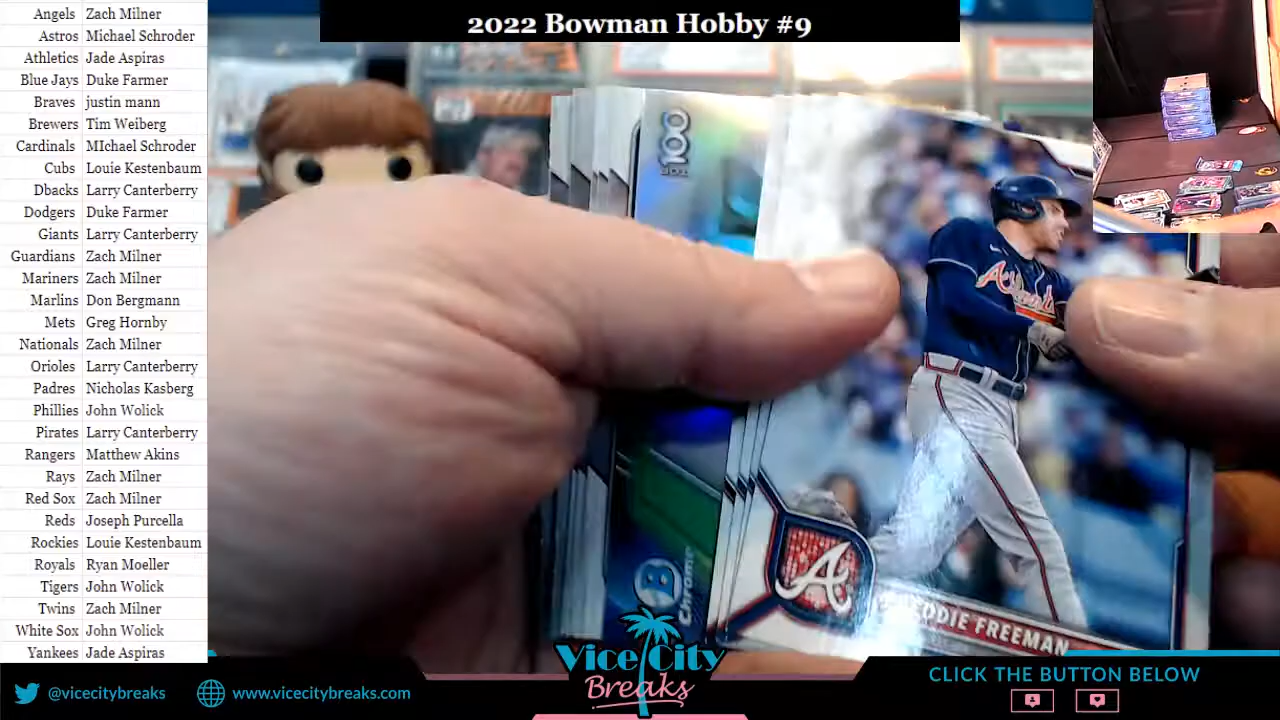 2022 Bowman Hobby #9
Angels Zach Milner
Astros Michael Schroder
Athletics Jade Aspiras
Blue Jays Duke Farmer
Braves justin mann
Brewers Tim Weiberg
Cardinals MIchael Schroder
Cubs Louie Kestenbaum
Dbacks Larry Canterberry
Dodgers Duke Farmer
Giants Larry Canterberry
Guardians Zach Milner
Mariners Zach Milner
Marlins Don Bergmann
Mets Greg Hornby
Nationals Zach Milner
Orioles Larry Canterberry
Padres Nicholas Kasberg
Phillies John Wolick
Pirates Larry Canterberry
Rangers Matthew Akins
Rays Zach Milner
Red Sox Zach Milner
Reds Joseph Purcella
Rockies Louie Kestenbaum
Royals Ryan Moeller
Tigers John Wolick
Twins Zach Milner
White Sox John Wolick
Yankees Jade Aspiras
100
B
Chrome
A
FREEMAN
Vice City
Breaks
@vicecitybreaks
www.vicecitybreaks.com
CLICK THE BUTTON BELOW